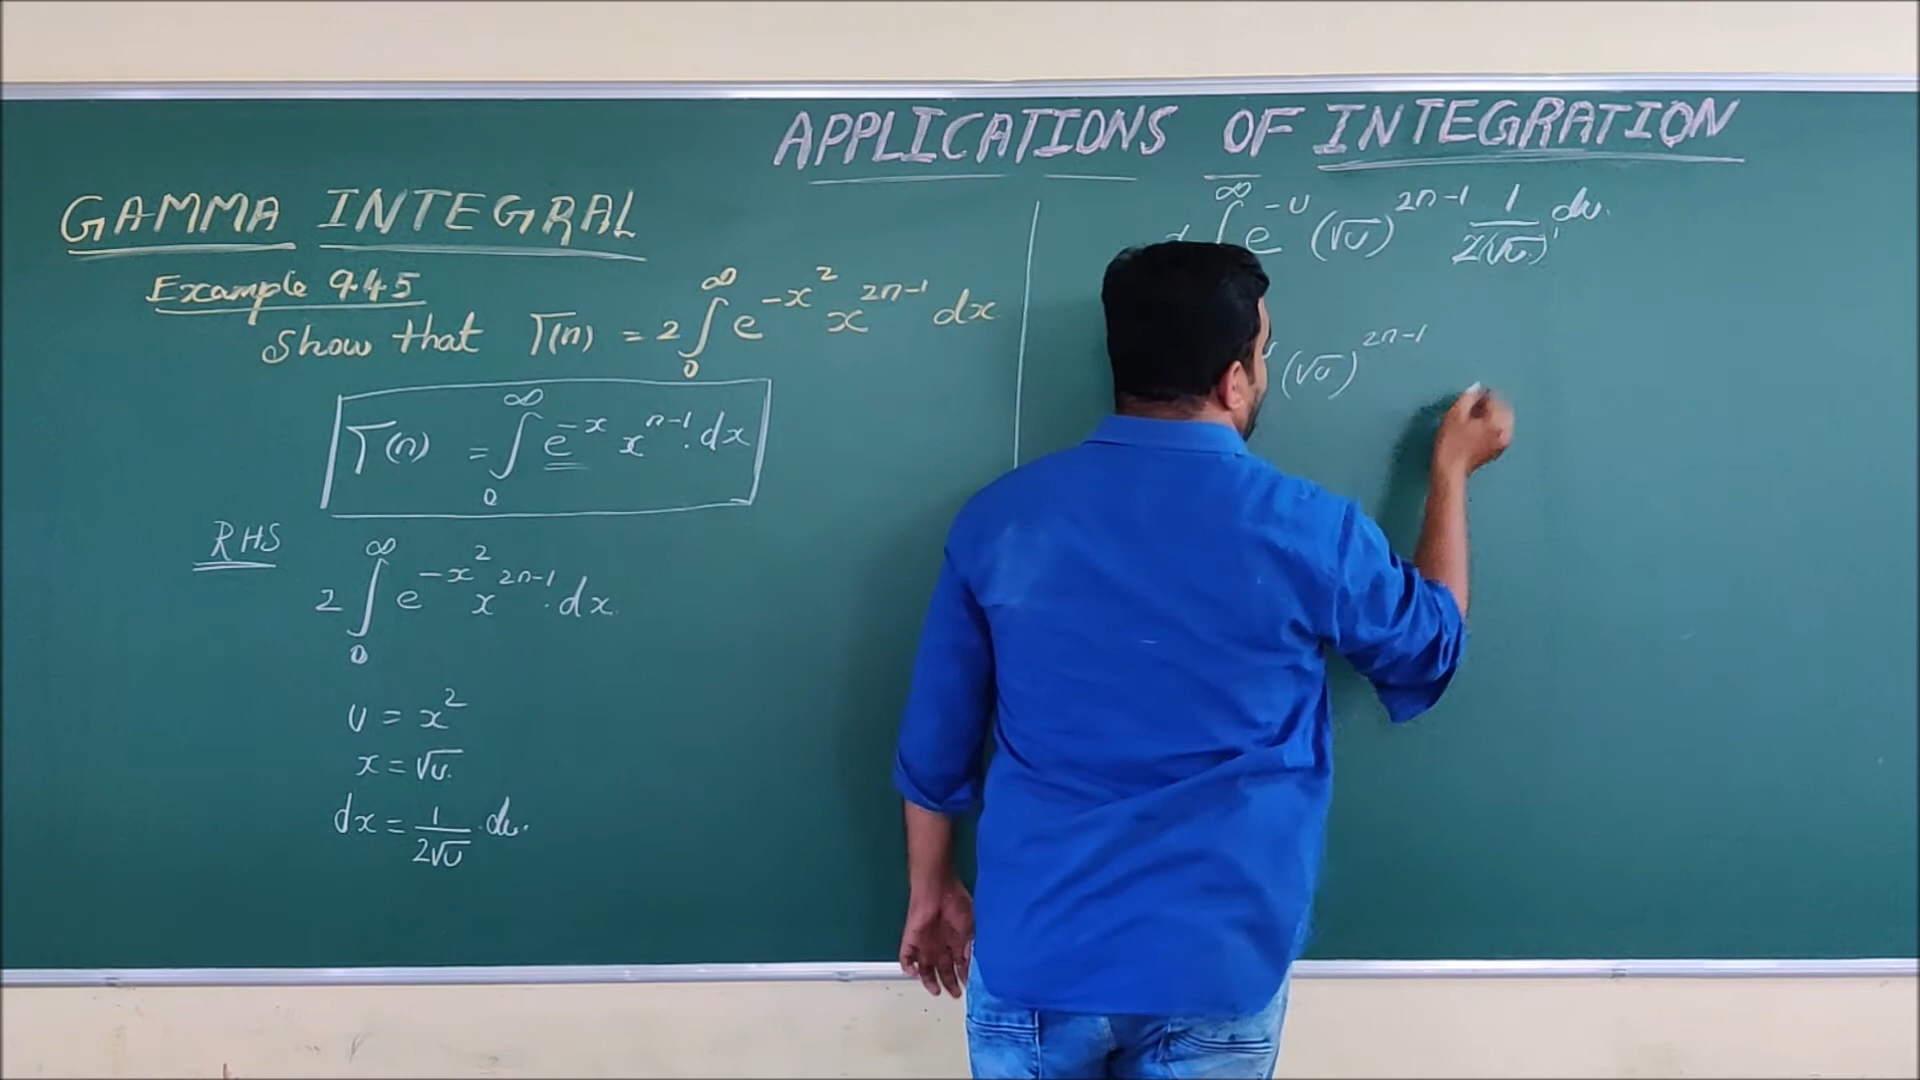 APPLICATIONS OF INTEGRATION
GAMMA INTEGRAL
Example 9.45
Show that Γ(n) = 2 ∫₀^∞ e^(-x²) x^(2n-1) dx
Γ(n) = ∫₀^∞ e^(-x) x^(n-1) . dx
RHS
2 ∫₀^∞ e^(-x²) x^(2n-1) . dx
u = x²
x = √u.
dx = 1/(2√u) . du.
∫^∞ e^(-u) (√u)^(2n-1) 1/(2(√u)^1) du.
(√u)^(2n-1)